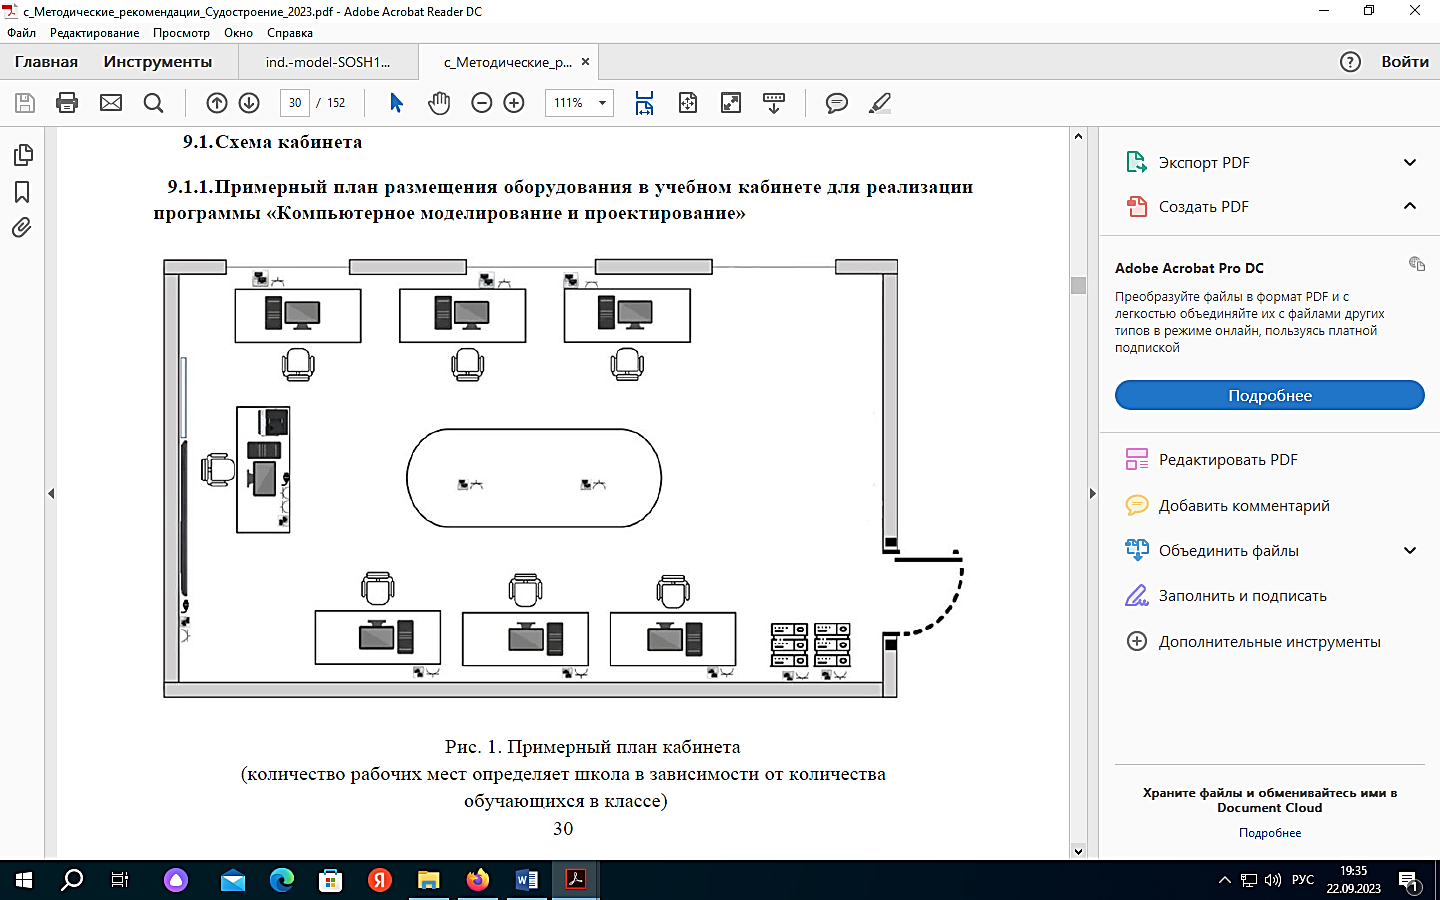 с_Методические_рекомендации_Судостроение_2023.pdf - Adobe Acrobat Reader DC
Файл Редактирование Просмотр Окно Справка
Главная Инструменты ind.-model-SOSH1... с_Методические_р... Войти
30 / 152 111%
9.1. Схема кабинета
9.1.1. Примерный план размещения оборудования в учебном кабинете для реализации
программы «Компьютерное моделирование и проектирование»
Рис. 1. Примерный план кабинета
(количество рабочих мест определяет школа в зависимости от количества
обучающихся в классе)
30
Экспорт PDF
Создать PDF
Adobe Acrobat Pro DC
Преобразуйте файлы в формат PDF и с
легкостью объединяйте их с файлами других
типов в режиме онлайн, пользуясь платной
подпиской
Подробнее
Редактировать PDF
Добавить комментарий
Объединить файлы
Заполнить и подписать
Дополнительные инструменты
Храните файлы и обменивайтесь ими в
Document Cloud
Подробнее
РУС
19:35
22.09.2023
1